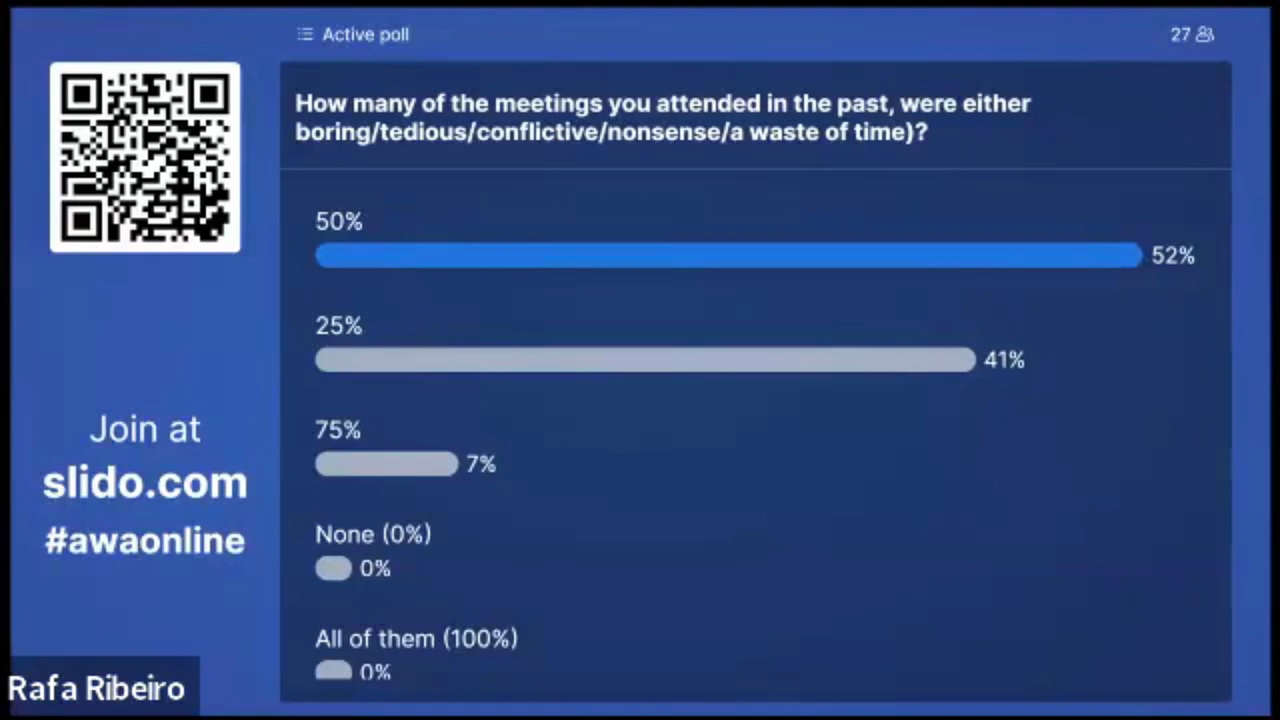 Active poll
27
How many of the meetings you attended in the past, were either
boring/tedious/conflictive/nonsense/a waste of time)?
50%
52%
25%
41%
75%
7%
None (0%)
0%
All of them (100%)
0%
Join at
slido.com
#awaonline
Rafa Ribeiro